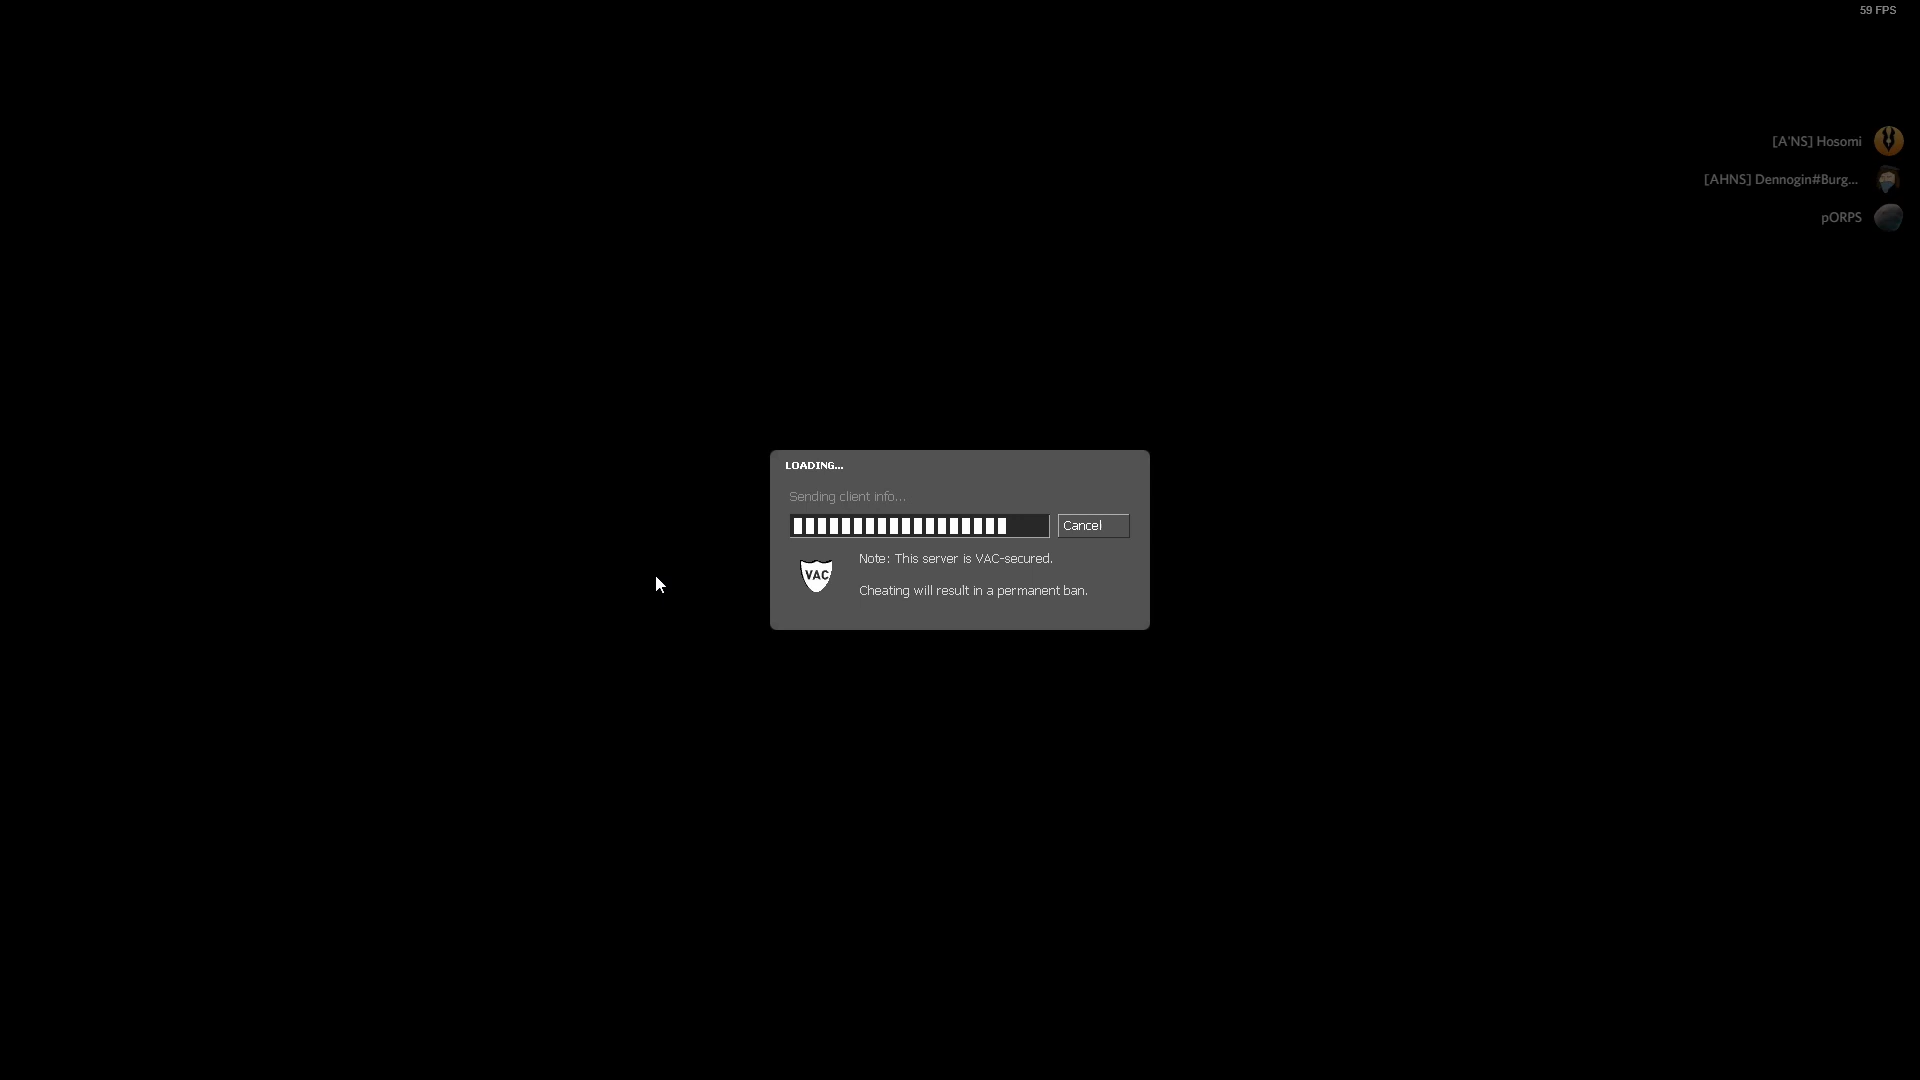 59 FPS
[A'NS] Hosomi
[AHNS] Dennogin#Burg...
pORPS
LOADING...
Sending client info...
Cancel
Note: This server is VAC-secured.
VAC
Cheating will result in a permanent ban.